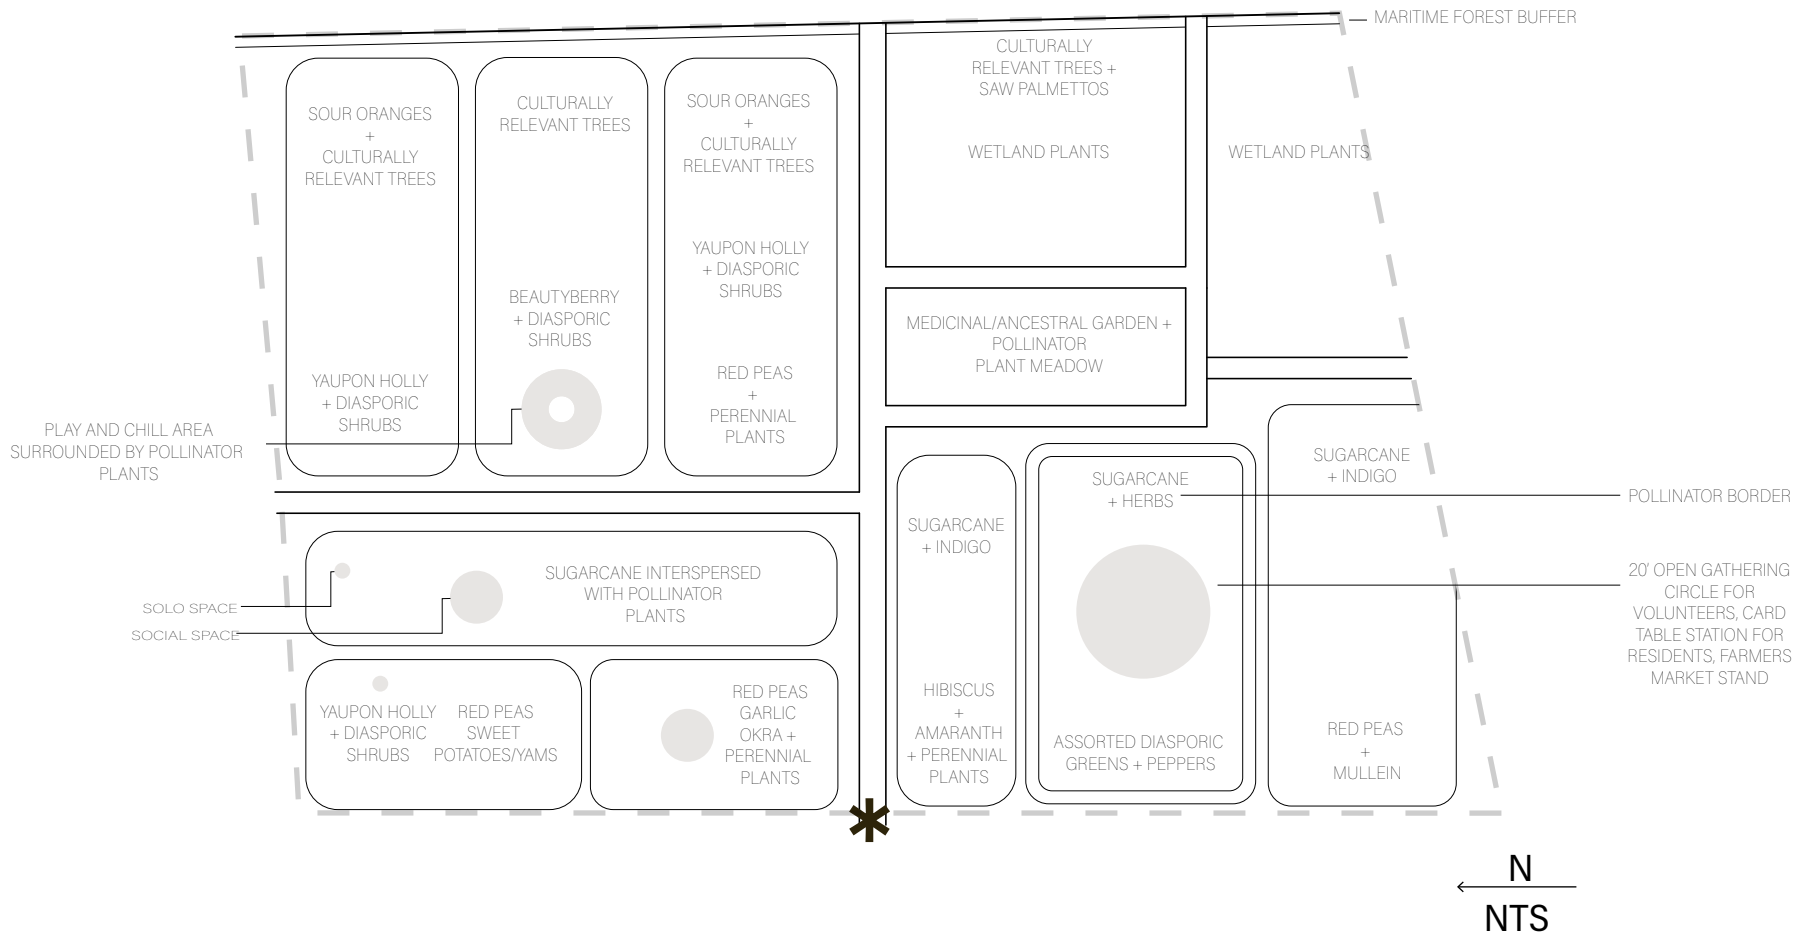 MARITIME FOREST BUFFER
SOUR ORANGES
+
CULTURALLY
RELEVANT TREES
YAUPON HOLLY
+ DIASPORIC
SHRUBS
CULTURALLY
RELEVANT TREES
BEAUTYBERRY
+ DIASPORIC
SHRUBS
SOUR ORANGES
+
CULTURALLY
RELEVANT TREES
YAUPON HOLLY
+ DIASPORIC
SHRUBS
RED PEAS
+
PERENNIAL
PLANTS
CULTURALLY
RELEVANT TREES +
SAW PALMETTOS
WETLAND PLANTS
WETLAND PLANTS
MEDICINAL/ANCESTRAL GARDEN +
POLLINATOR
PLANT MEADOW
PLAY AND CHILL AREA
SURROUNDED BY POLLINATOR
PLANTS
SOLO SPACE
SOCIAL SPACE
SUGARCANE INTERSPERSED
WITH POLLINATOR
PLANTS
YAUPON HOLLY
+ DIASPORIC
SHRUBS
RED PEAS
SWEET
POTATOES/YAMS
RED PEAS
GARLIC
OKRA +
PERENNIAL
PLANTS
SUGARCANE
+ INDIGO
HIBISCUS
+
AMARANTH
+ PERENNIAL
PLANTS
SUGARCANE
+ HERBS
ASSORTED DIASPORIC
GREENS + PEPPERS
SUGARCANE
+ INDIGO
RED PEAS
+
MULLEIN
POLLINATOR BORDER
20' OPEN GATHERING
CIRCLE FOR
VOLUNTEERS, CARD
TABLE STATION FOR
RESIDENTS, FARMERS
MARKET STAND
N
NTS